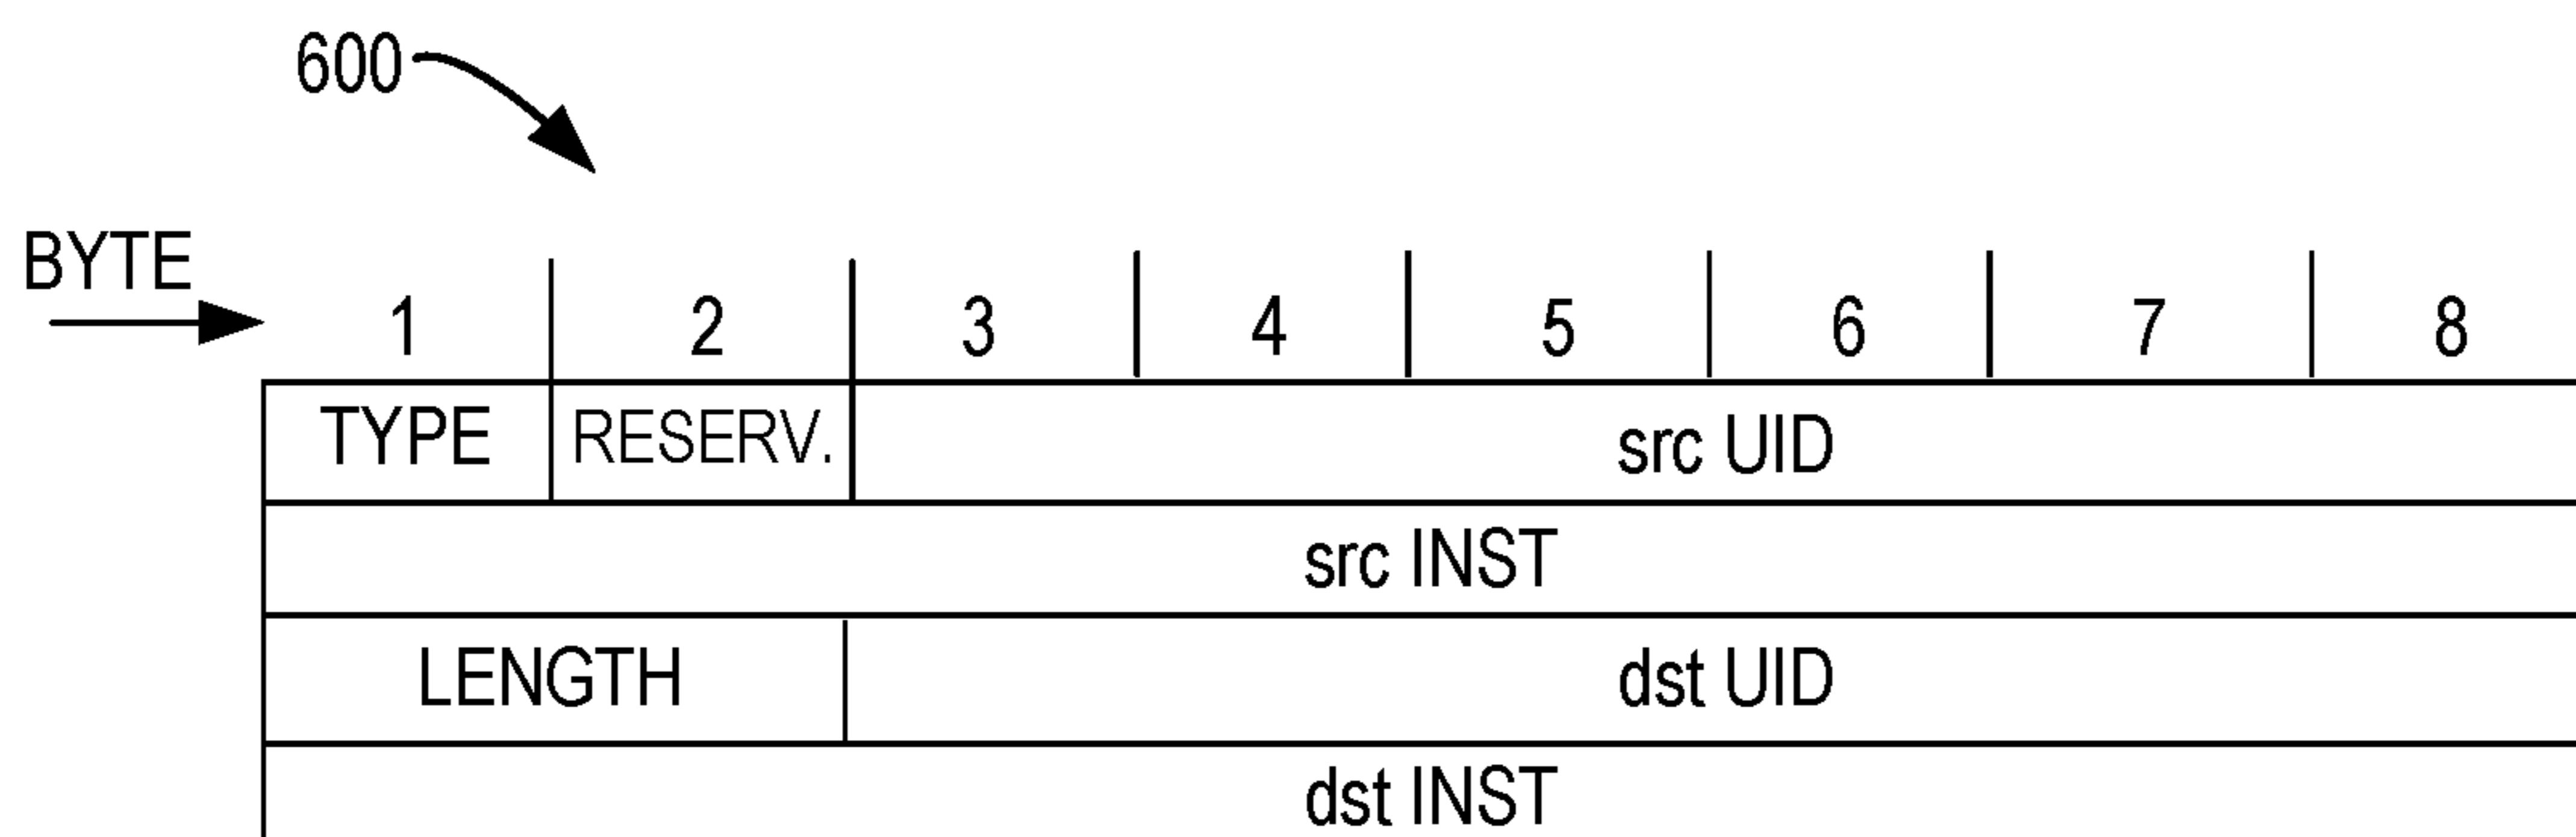 600
BYTE
1 2 3 4 5 6 7 8
TYPE RESERV. src UID
src INST
LENGTH dst UID
dst INST